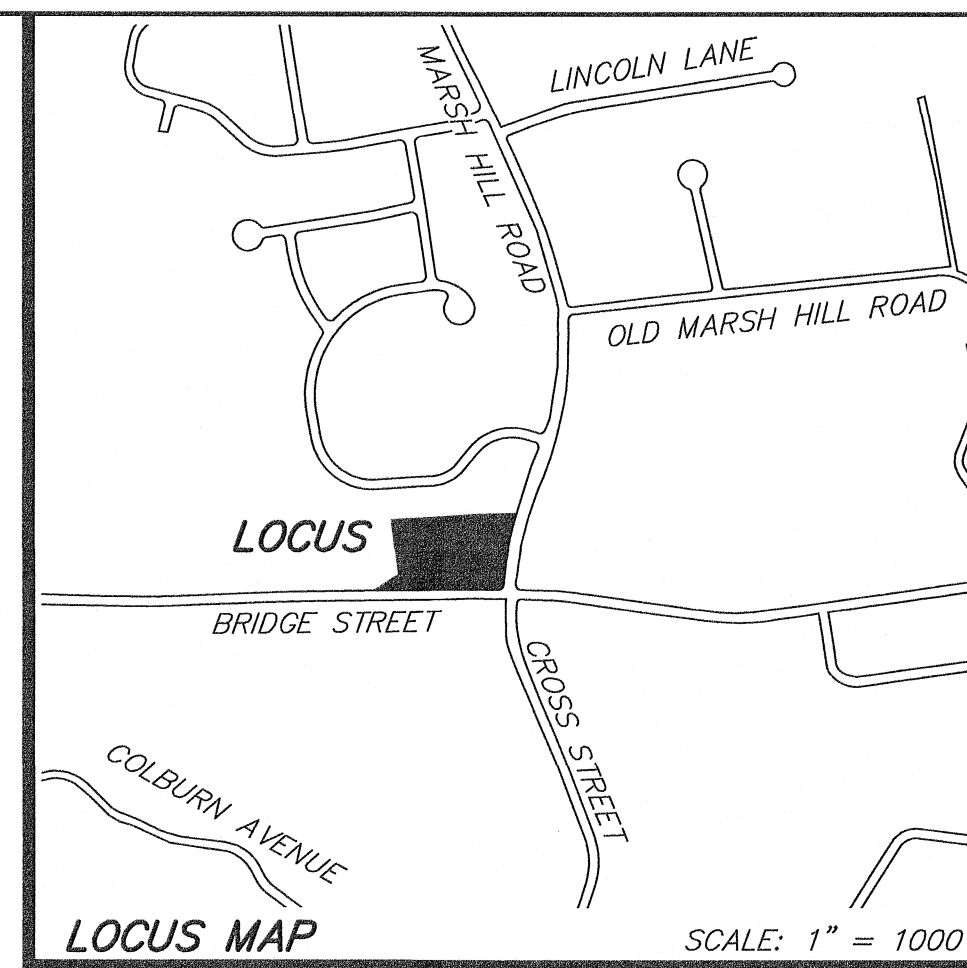 LINCOLN LANE
MARSH HILL ROAD
OLD MARSH HILL ROAD
LOCUS
BRIDGE STREET
CROSS STREET
COLBURN AVENUE
LOCUS MAP
SCALE: 1" = 1000